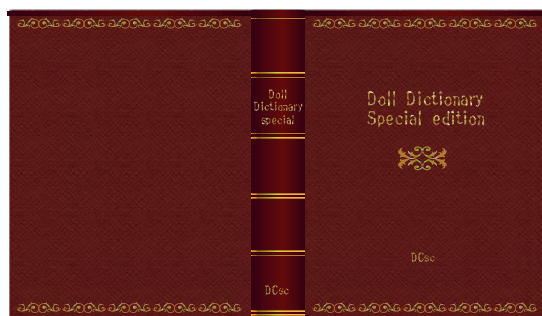 Doll
Dictionary
special
DCsc
Doll Dictionary
Special edition
DCsc